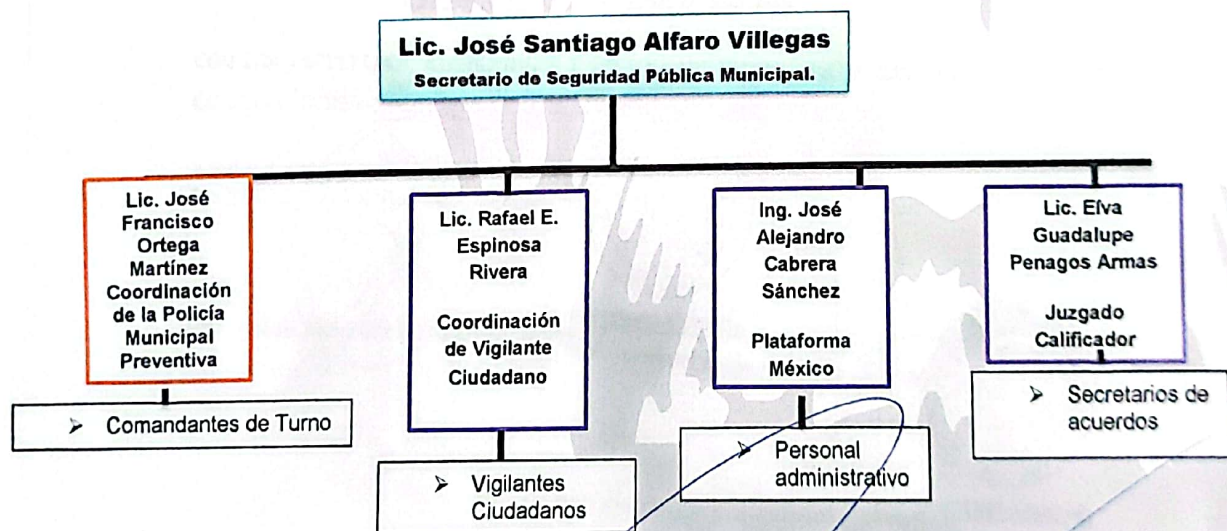 Lic. José Santiago Alfaro Villegas
Secretario de Seguridad Pública Municipal.
Lic. José
Francisco
Ortega
Martínez
Coordinación
de la Policía
Municipal
Preventiva
➤ Comandantes de Turno
Lic. Rafael E.
Espinosa
Rivera
Coordinación
de Vigilante
Ciudadano
➤ Vigilantes
Ciudadanos
Ing. José
Alejandro
Cabrera
Sánchez
Plataforma
México
➤ Personal
administrativo
Lic. Elva
Guadalupe
Penagos Armas
Juzgado
Calificador
➤ Secretarios de
acuerdos